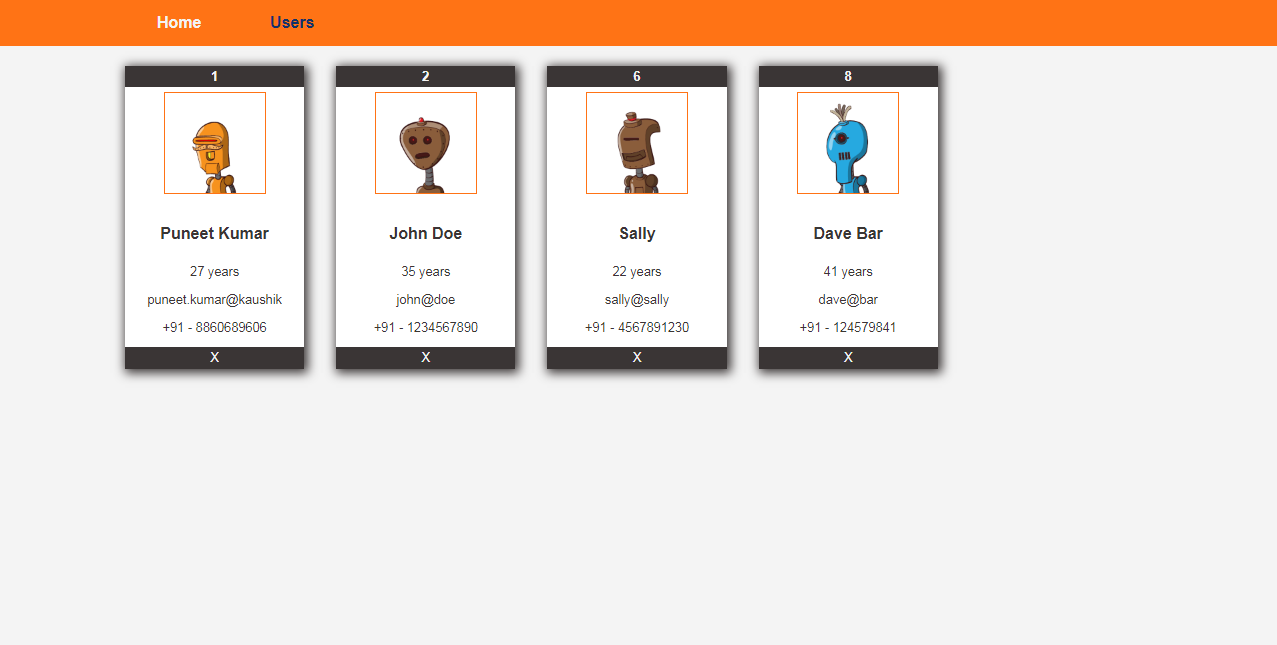 Home Users
1
Puneet Kumar
27 years
puneet.kumar@kaushik
+91 - 8860689606
X
2
John Doe
35 years
john@doe
+91 - 1234567890
X
6
Sally
22 years
sally@sally
+91 - 4567891230
X
8
Dave Bar
41 years
dave@bar
+91 - 124579841
X